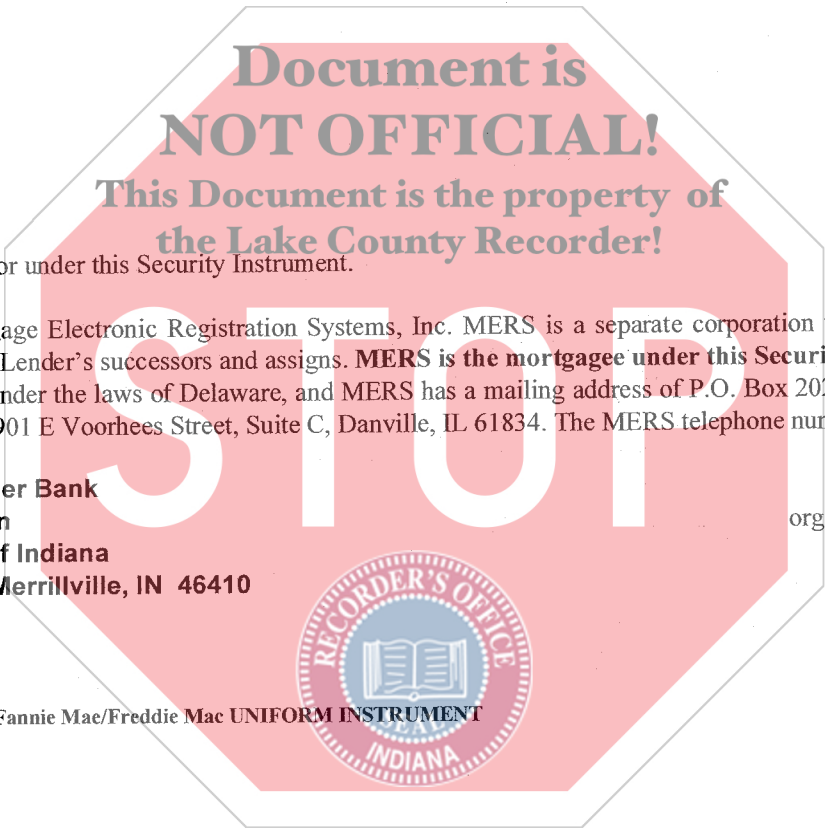 Document is
NOT OFFICIAL!
This Document is the property of
the Lake County Recorder!
or under this Security Instrument.
age Electronic Registration Systems, Inc. MERS is a separate corporation
Lender's successors and assigns. MERS is the mortgagee under this Securi
nder the laws of Delaware, and MERS has a mailing address of P.O. Box 202
901 E Voorhees Street, Suite C, Danville, IL 61834. The MERS telephone nu
STOP
er Bank
n
org
f Indiana
Merrillville, IN 46410
RECORDER'S OFFICE
SEAL
INDIANA
Fannie Mae/Freddie Mac UNIFORM INSTRUMENT